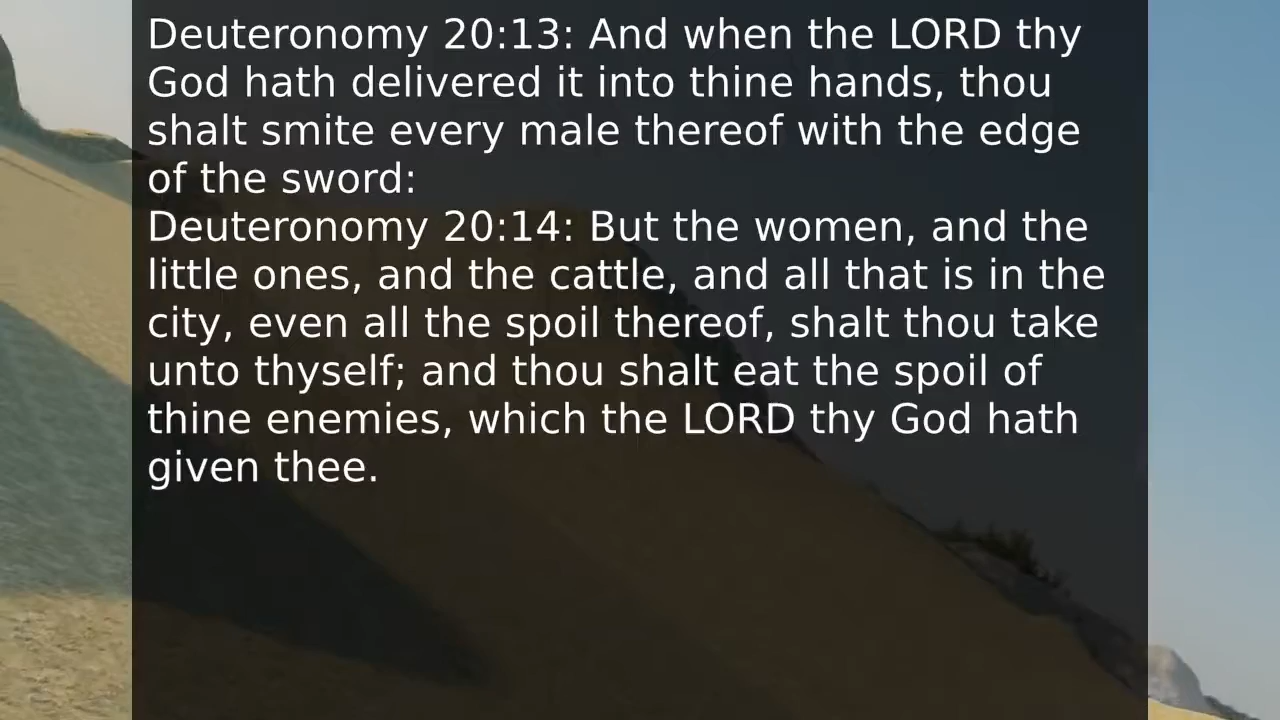 Deuteronomy 20:13: And when the LORD thy
God hath delivered it into thine hands, thou
shalt smite every male thereof with the edge
of the sword:
Deuteronomy 20:14: But the women, and the
little ones, and the cattle, and all that is in the
city, even all the spoil thereof, shalt thou take
unto thyself; and thou shalt eat the spoil of
thine enemies, which the LORD thy God hath
given thee.